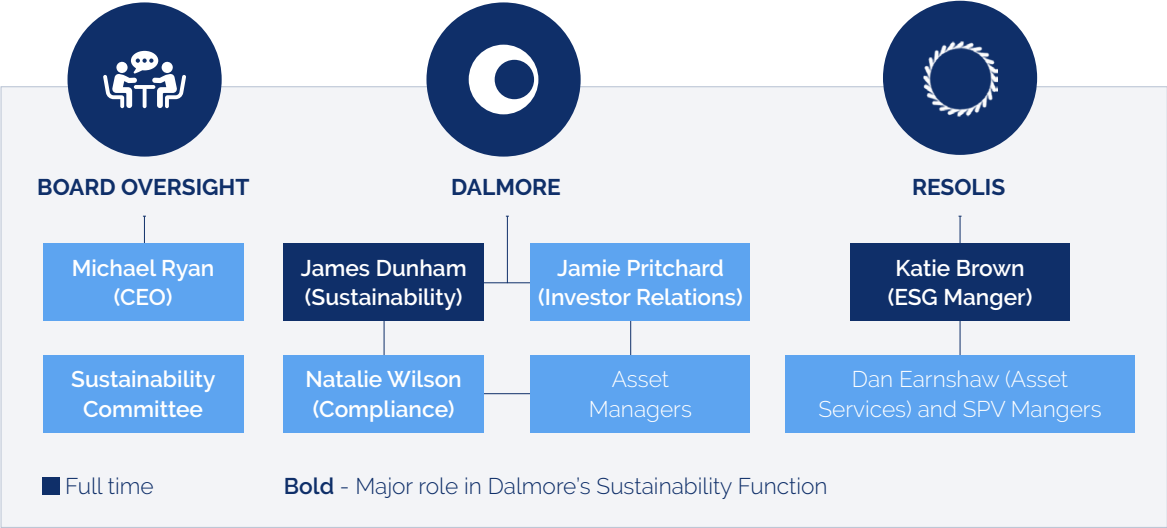 BOARD OVERSIGHT
Michael Ryan
(CEO)
Sustainability
Committee
DALMORE
James Dunham
(Sustainability)
Jamie Pritchard
(Investor Relations)
Natalie Wilson
(Compliance)
Asset
Managers
RESOLIS
Katie Brown
(ESG Manger)
Dan Earnshaw (Asset
Services) and SPV Mangers
Full time
Bold - Major role in Dalmore's Sustainability Function